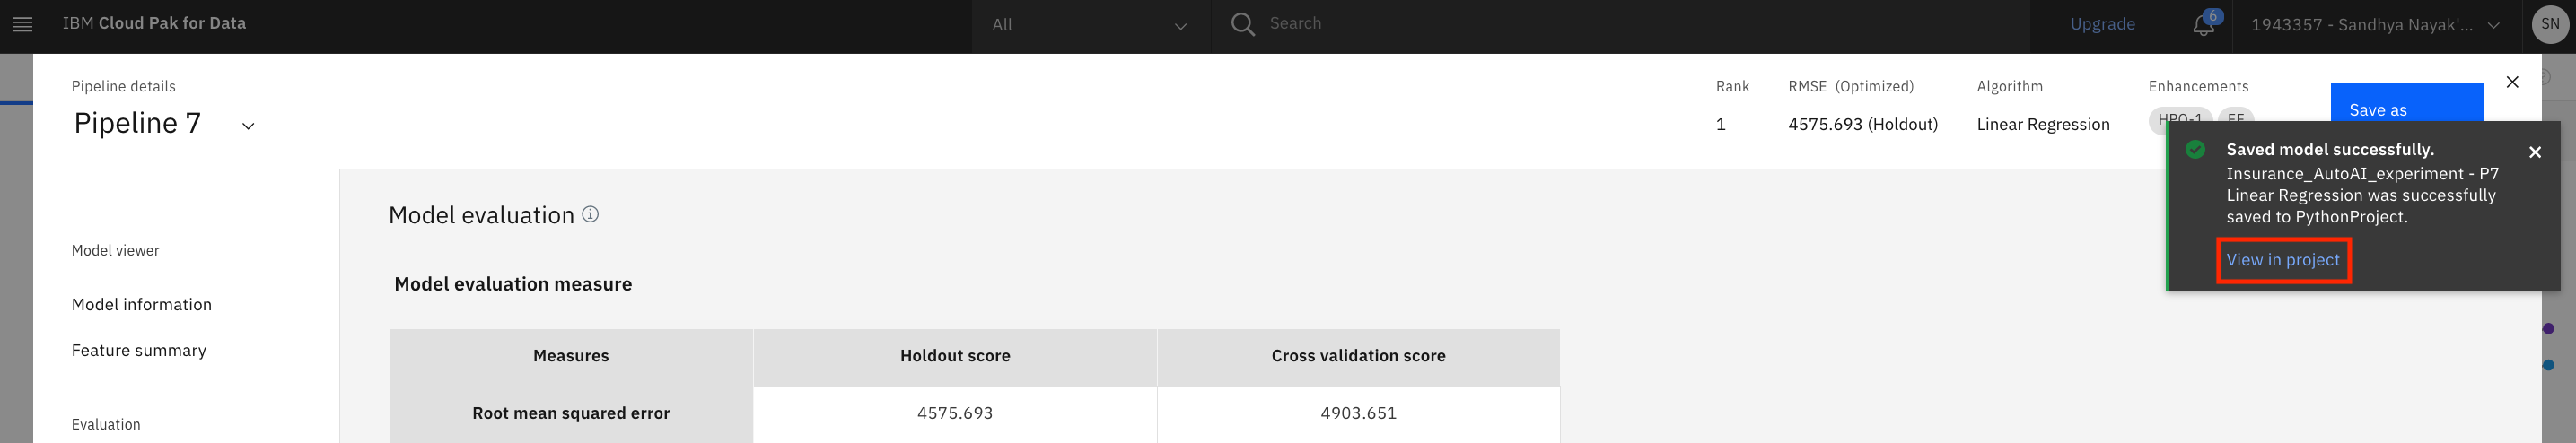 IBM Cloud Pak for Data
All
Search
Upgrade
6
1943357 - Sandhya Nayak'...
SN
Pipeline details
Pipeline 7
Rank
1
RMSE (Optimized)
4575.693 (Holdout)
Algorithm
Linear Regression
Enhancements
HPO-1
FE
Save as
Saved model successfully.
Insurance_AutoAI_experiment - P7
Linear Regression was successfully
saved to PythonProject.
View in project
Model viewer
Model information
Feature summary
Evaluation
Model evaluation
Model evaluation measure
Measures
Holdout score
Cross validation score
Root mean squared error
4575.693
4903.651